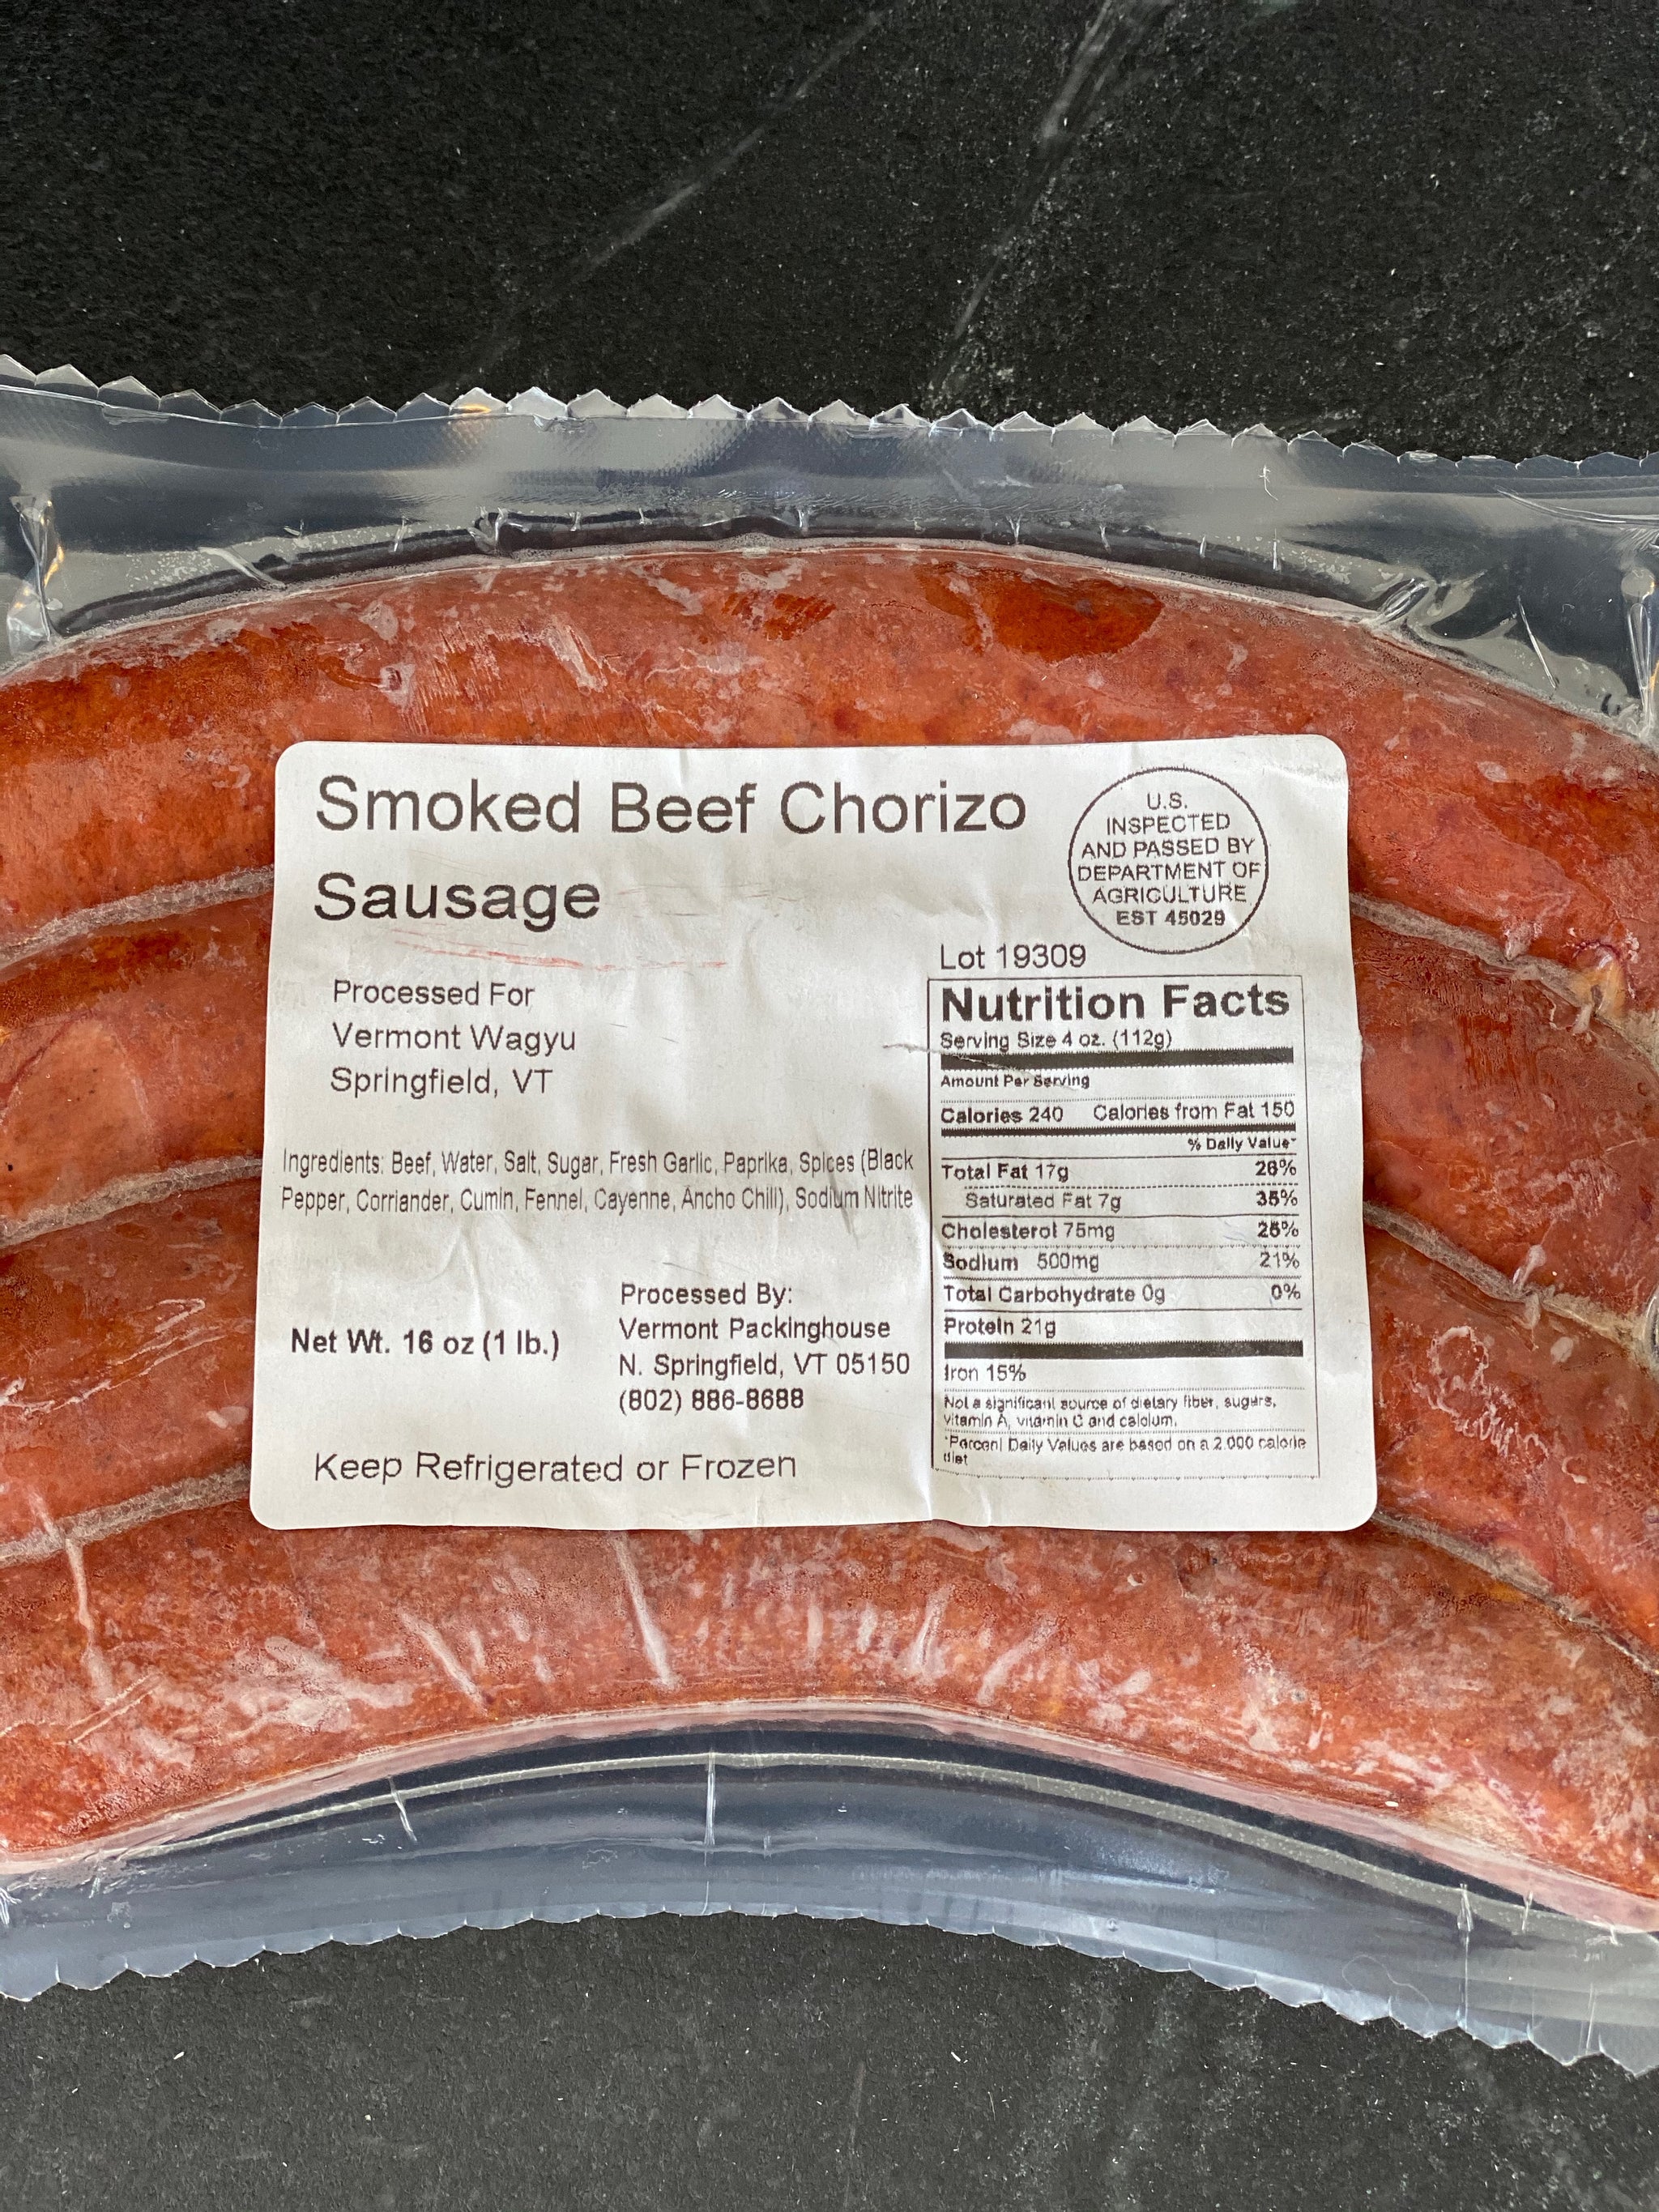 Smoked Beef Chorizo
Sausage
U.S.
INSPECTED
AND PASSED BY
DEPARTMENT OF
AGRICULTURE
EST 45029
Processed For
Vermont Wagyu
Springfield, VT
Ingredients: Beef, Water, Salt, Sugar, Fresh Garlic, Paprika, Spices (Black
Pepper, Corriander, Cumin, Fennel, Cayenne, Ancho Chili), Sodium Nitrite
Net Wt. 16 oz (1 lb.)
Processed By:
Vermont Packinghouse
N. Springfield, VT 05150
(802) 886-8688
Keep Refrigerated or Frozen
Lot 19309
Nutrition Facts
Serving Size 4 oz. (112g)
Amount Per Serving
Calories 240 Calories from Fat 150
% Daily Value*
Total Fat 17g 26%
Saturated Fat 7g 35%
Cholesterol 75mg 25%
Sodium 500mg 21%
Total Carbohydrate 0g 0%
Protein 21g
Iron 15%
Not a significant source of dietary fiber, sugars,
vitamin A, vitamin C and calcium.
*Percent Daily Values are based on a 2,000 calorie
diet